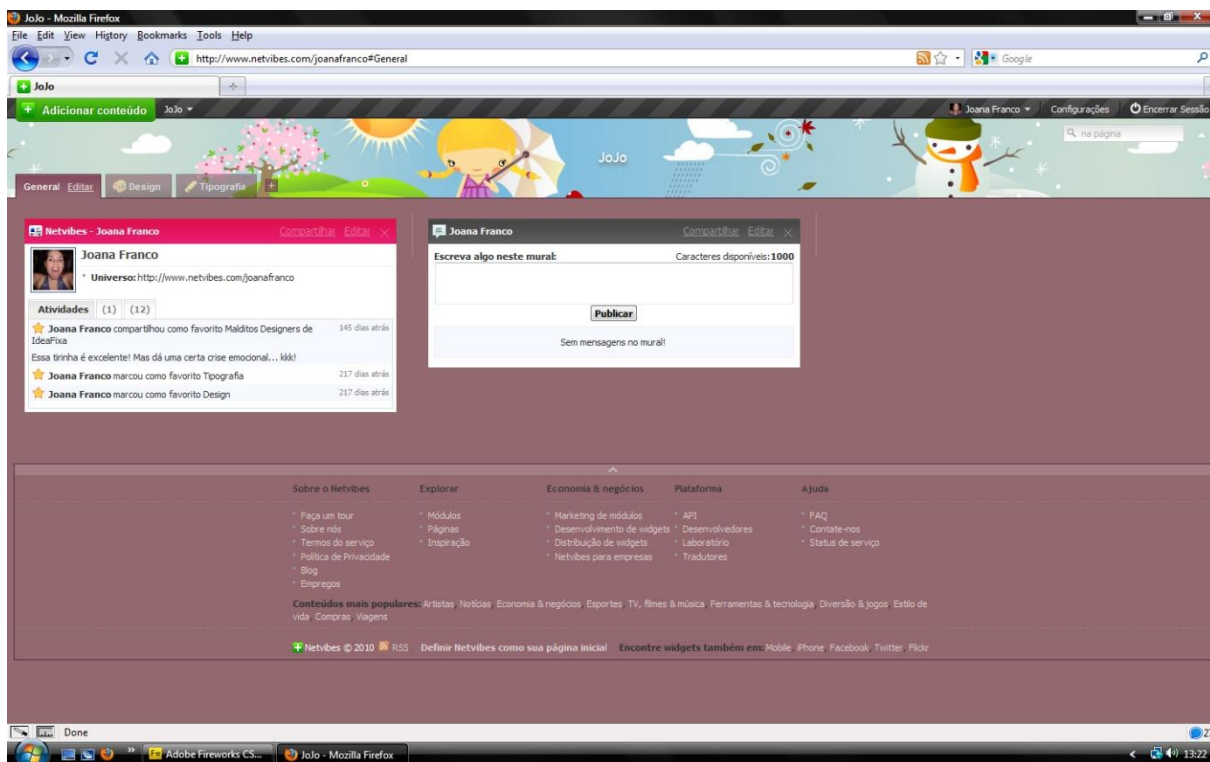 JoJo - Mozilla Firefox
File Edit View History Bookmarks Tools Help
http://www.netvibes.com/joanafranco#General
Google
JoJo
Adicionar conteúdo JoJo
Joana Franco Configurações Encerrar Sessão
JoJo
na página
General Editar Design Tipografia +
Netvibes - Joana Franco Compartilhar Editar
Joana Franco
Universo: http://www.netvibes.com/joanafranco
Atividades (1) (12)
Joana Franco compartilhou como favorito Malditos Designers de 145 dias atrás
IdeaFixa
Essa tirinha é excelente! Mas dá uma certa crise emocional... kkk!
Joana Franco marcou como favorito Tipografia 217 dias atrás
Joana Franco marcou como favorito Design 217 dias atrás
Joana Franco Compartilhar Editar
Escreva algo neste mural: Caracteres disponíveis: 1000
Publicar
Sem mensagens no mural!
Sobre o Netvibes Explorar Economia & negócios Plataforma Ajuda
Faça um tour Módulos Marketing de módulos API FAQ
Sobre nós Páginas Desenvolvimento de widgets Desenvolvedores Contate-nos
Termos do serviço Inspiração Distribuição de widgets Laboratório Status de serviço
Política de Privacidade Netvibes para empresas Tradutores
Blog
Empregos
Conteúdos mais populares: Artistas, Notícias, Economia & negócios, Esportes, TV, filmes & música, Ferramentas & tecnologia, Diversão & jogos, Estilo de
vida, Compras, Viagens
Netvibes © 2010 RSS Definir Netvibes como sua página inicial Encontre widgets também em: Mobile, iPhone, Facebook, Twitter, Flickr
Done
Adobe Fireworks CS... JoJo - Mozilla Firefox 13:22